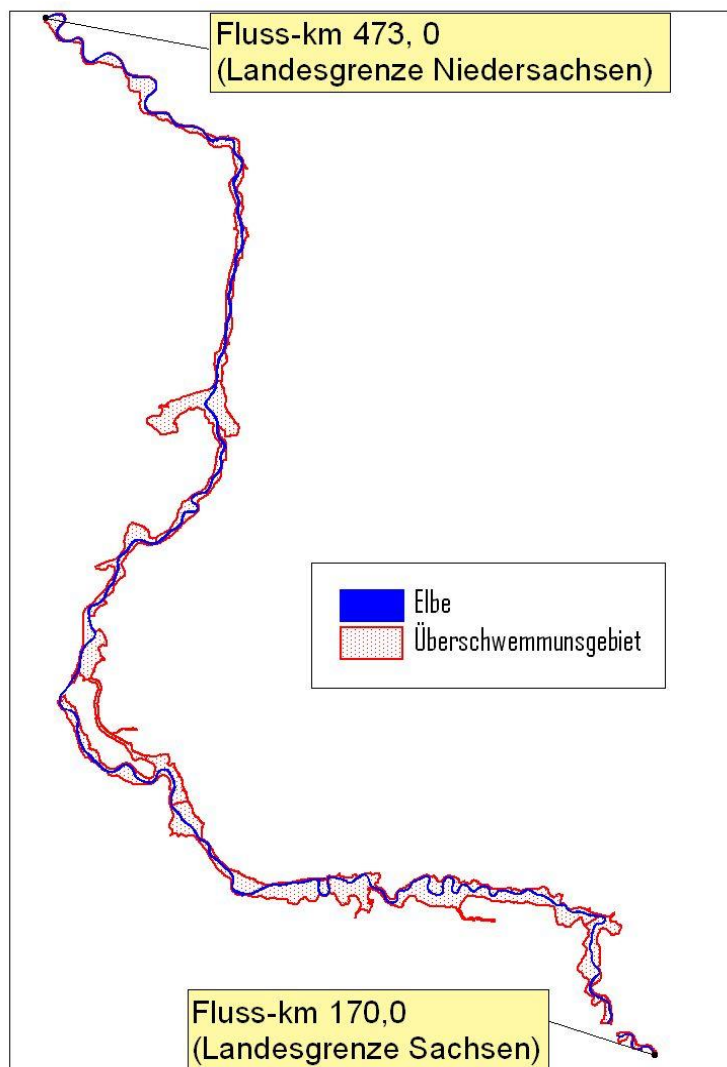 Fluss-km 473, 0
(Landesgrenze Niedersachsen)
Elbe
Überschwemmunsgebiet
Fluss-km 170,0
(Landesgrenze Sachsen)